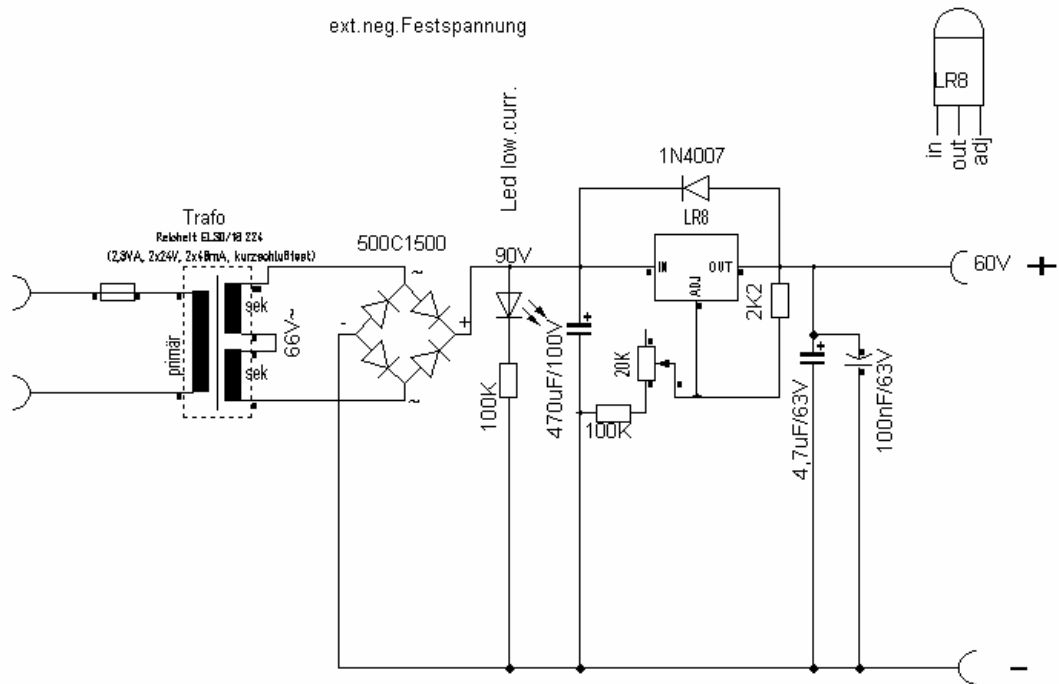 ext.neg.Festspannung
LR8
in
out
adj
Led low.curr.
1N4007
LR8
Trafo
Reichelt EI.30/18 224
(2,3VA, 2x24V, 2x48mA, kurzschlußfest)
500C1500
90V
IN
OUT
ADJ
60V
+
sek
sek
primär
66V~
~
-
+
~
100K
470uF/100V
+
20K
100K
2K2
+
4,7uF/63V
100nF/63V
-